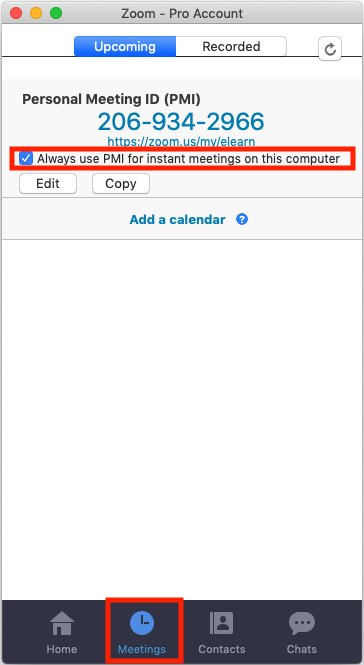 Zoom - Pro Account
Upcoming Recorded
Personal Meeting ID (PMI)
206-934-2966
https://zoom.us/my/elearn
Always use PMI for instant meetings on this computer
Edit Copy
Add a calendar ?
Home Meetings Contacts Chats